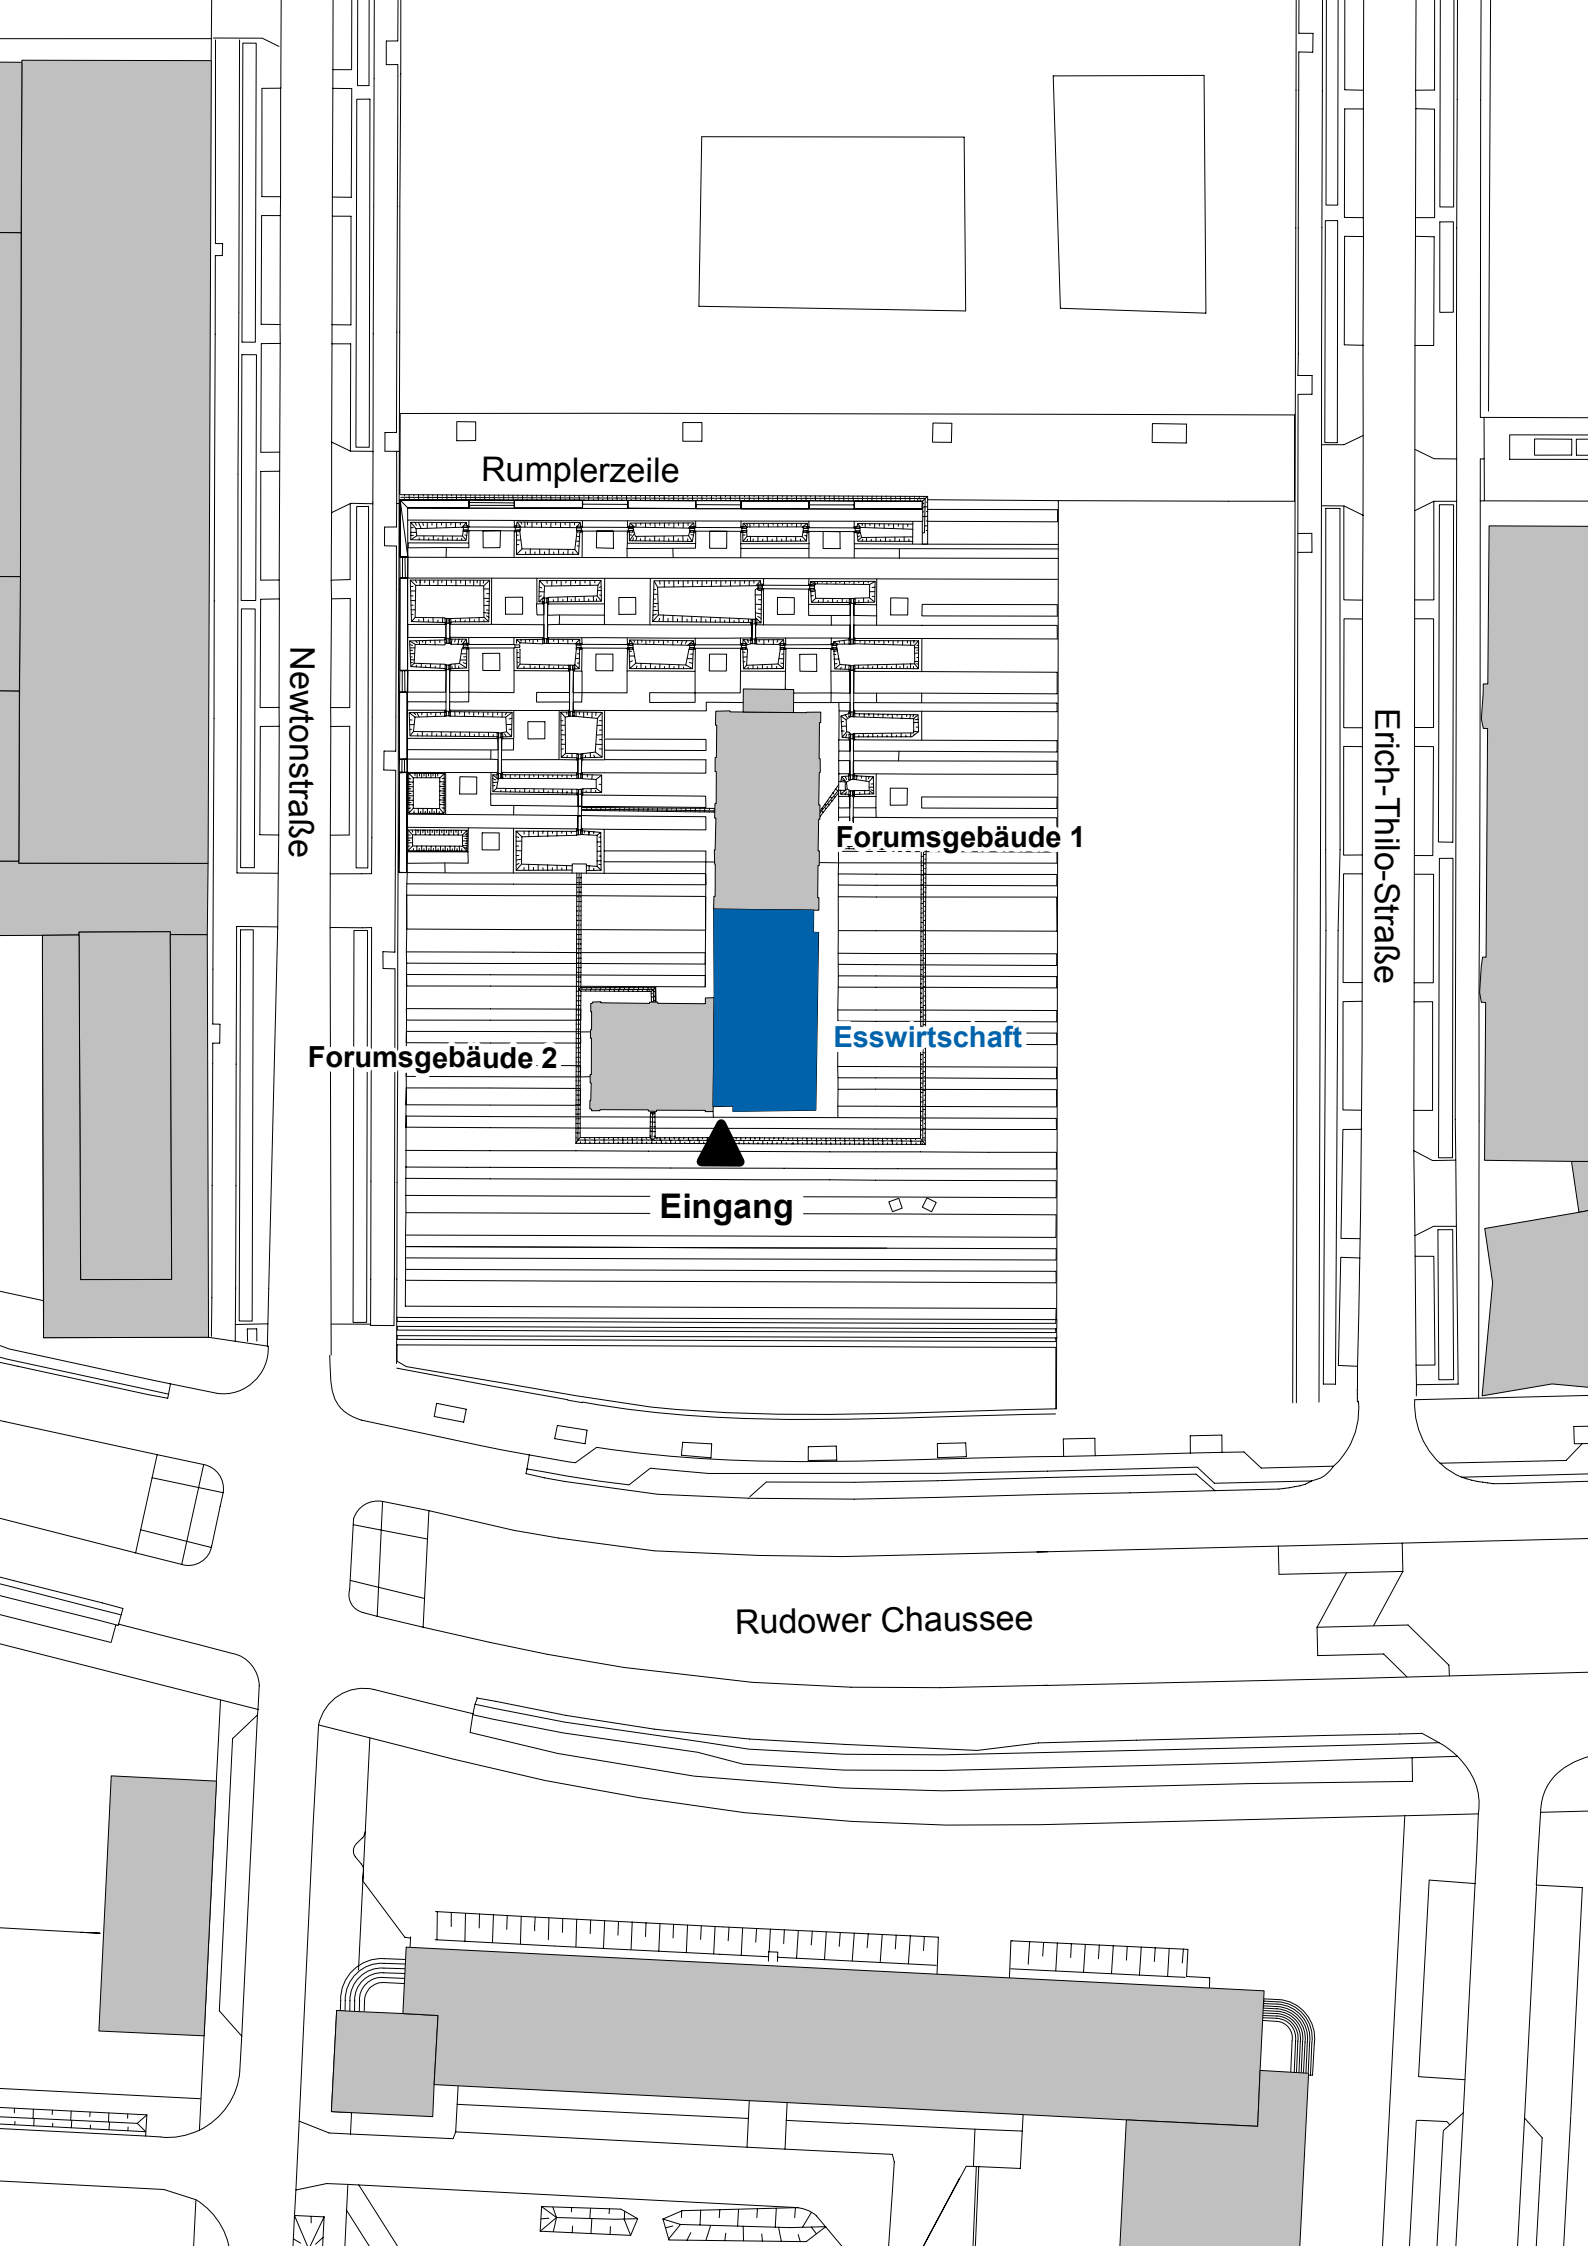 Rumplerzeile
Newtonstraße
Erich-Thilo-Straße
Forumsgebäude 1
Esswirtschaft
Forumsgebäude 2
Eingang
Rudower Chaussee